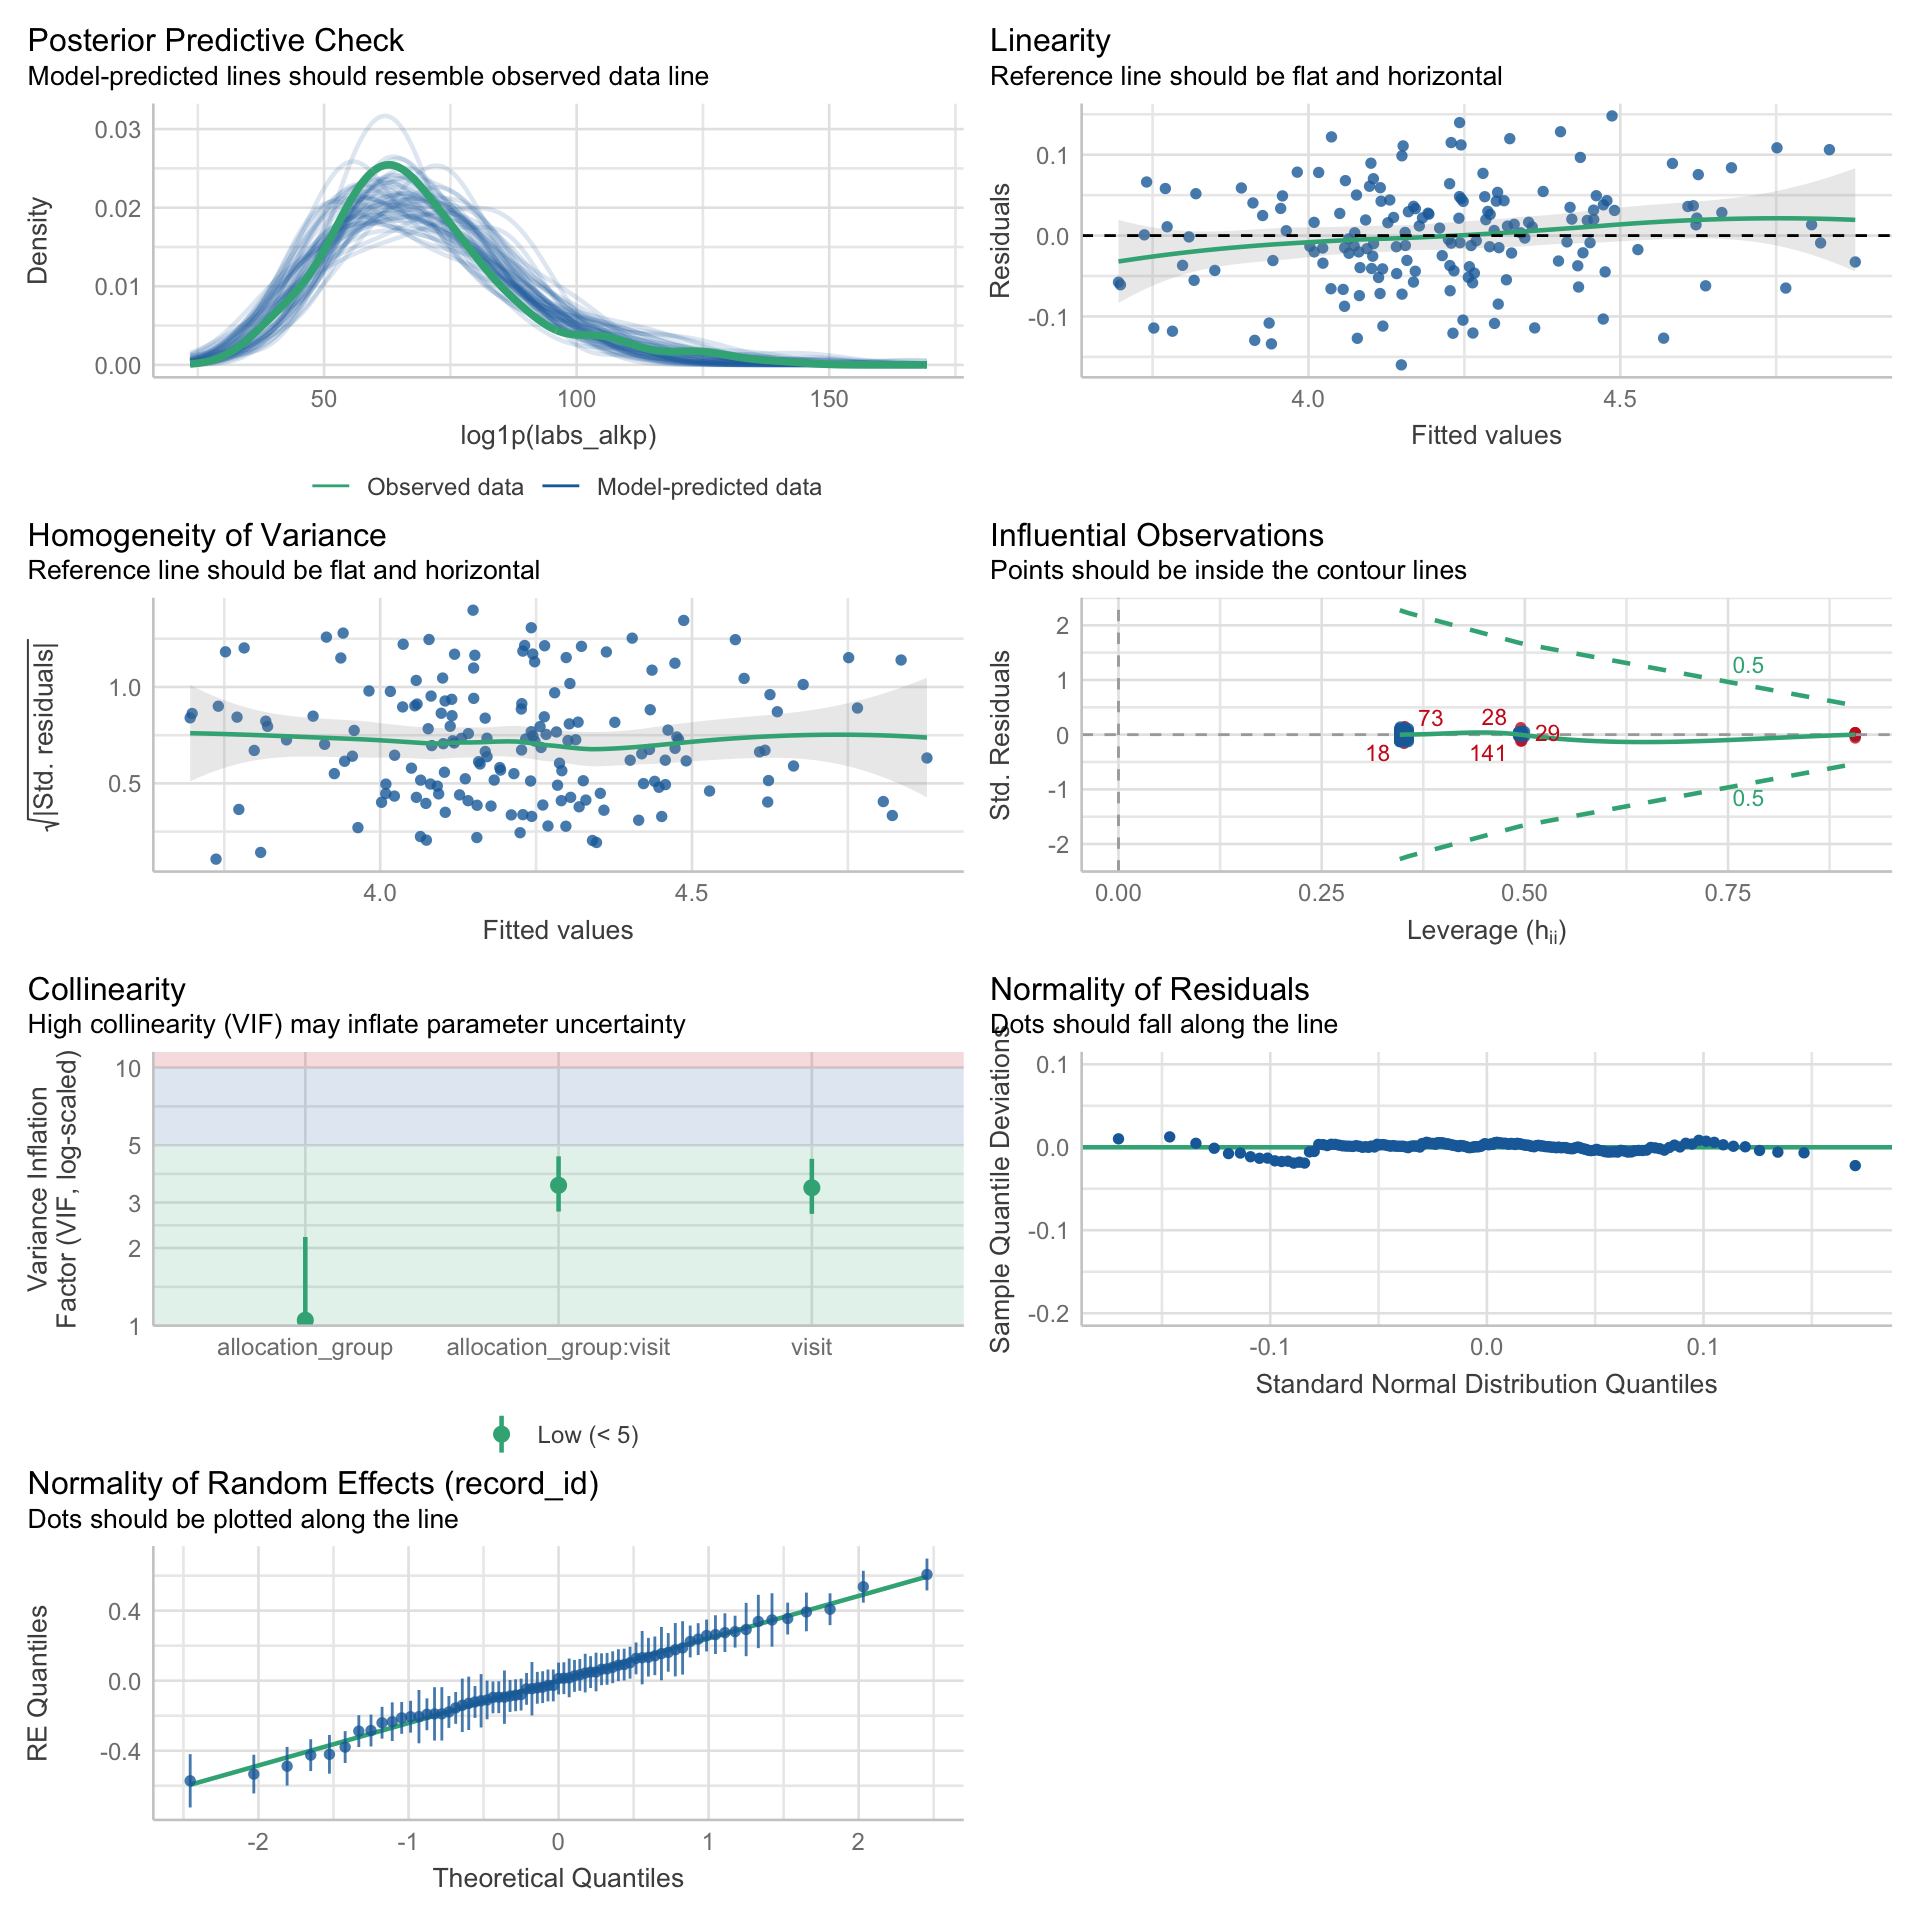 Posterior Predictive Check
Model-predicted lines should resemble observed data line
Density
0.03
0.02
0.01
0.00
50
100
150
log1p(labs_alkp)
Observed data
Model-predicted data
Linearity
Reference line should be flat and horizontal
Residuals
0.1
0.0
-0.1
4.0
4.5
Fitted values
Homogeneity of Variance
Reference line should be flat and horizontal
√|Std. residuals|
1.0
0.5
4.0
4.5
Fitted values
Influential Observations
Points should be inside the contour lines
Std. Residuals
2
1
0
-1
-2
0.5
73
28
29
18
141
0.5
0.00
0.25
0.50
0.75
Leverage (hii)
Collinearity
High collinearity (VIF) may inflate parameter uncertainty
Variance Inflation
Factor (VIF, log-scaled)
10
5
3
2
1
allocation_group
allocation_group:visit
visit
Low (< 5)
Normality of Residuals
Dots should fall along the line
Sample Quantile Deviations
0.1
0.0
-0.1
-0.2
-0.1
0.0
0.1
Standard Normal Distribution Quantiles
Normality of Random Effects (record_id)
Dots should be plotted along the line
RE Quantiles
0.4
0.0
-0.4
-2
-1
0
1
2
Theoretical Quantiles